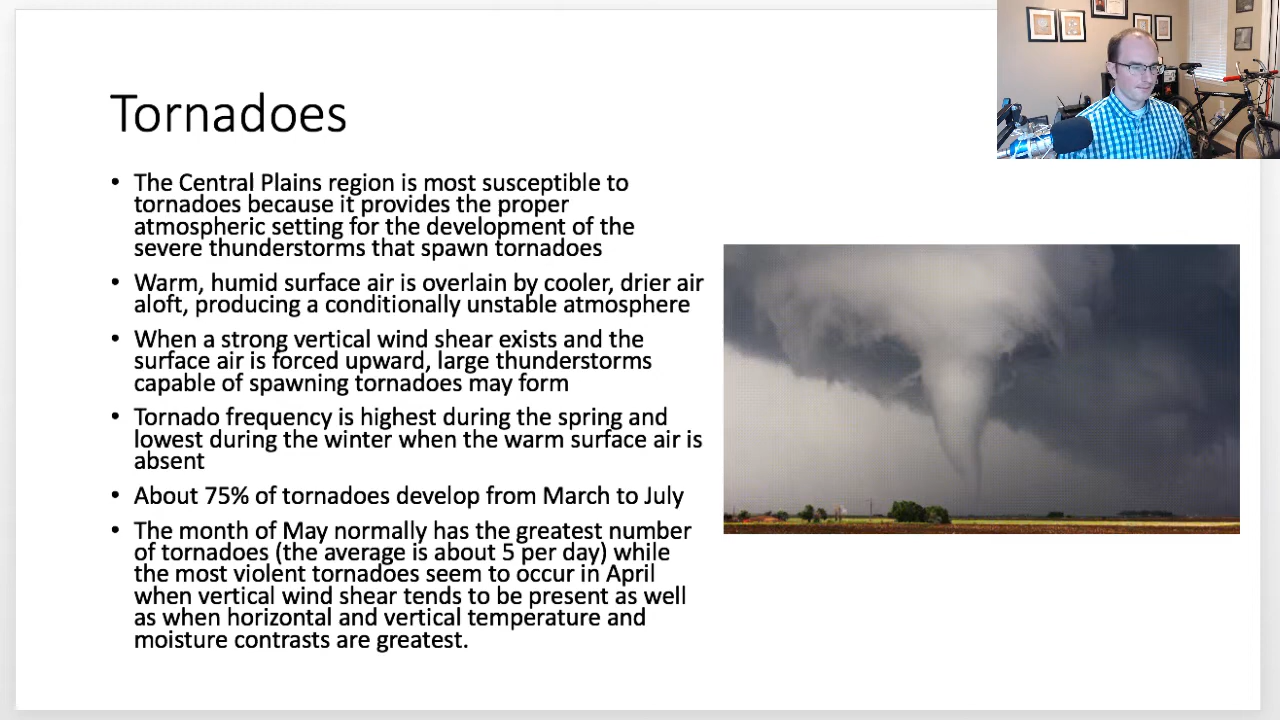 Tornadoes
• The Central Plains region is most susceptible to
tornadoes because it provides the proper
atmospheric setting for the development of the
severe thunderstorms that spawn tornadoes
• Warm, humid surface air is overlain by cooler, drier air
aloft, producing a conditionally unstable atmosphere
• When a strong vertical wind shear exists and the
surface air is forced upward, large thunderstorms
capable of spawning tornadoes may form
• Tornado frequency is highest during the spring and
lowest during the winter when the warm surface air is
absent
• About 75% of tornadoes develop from March to July
• The month of May normally has the greatest number
of tornadoes (the average is about 5 per day) while
the most violent tornadoes seem to occur in April
when vertical wind shear tends to be present as well
as when horizontal and vertical temperature and
moisture contrasts are greatest.